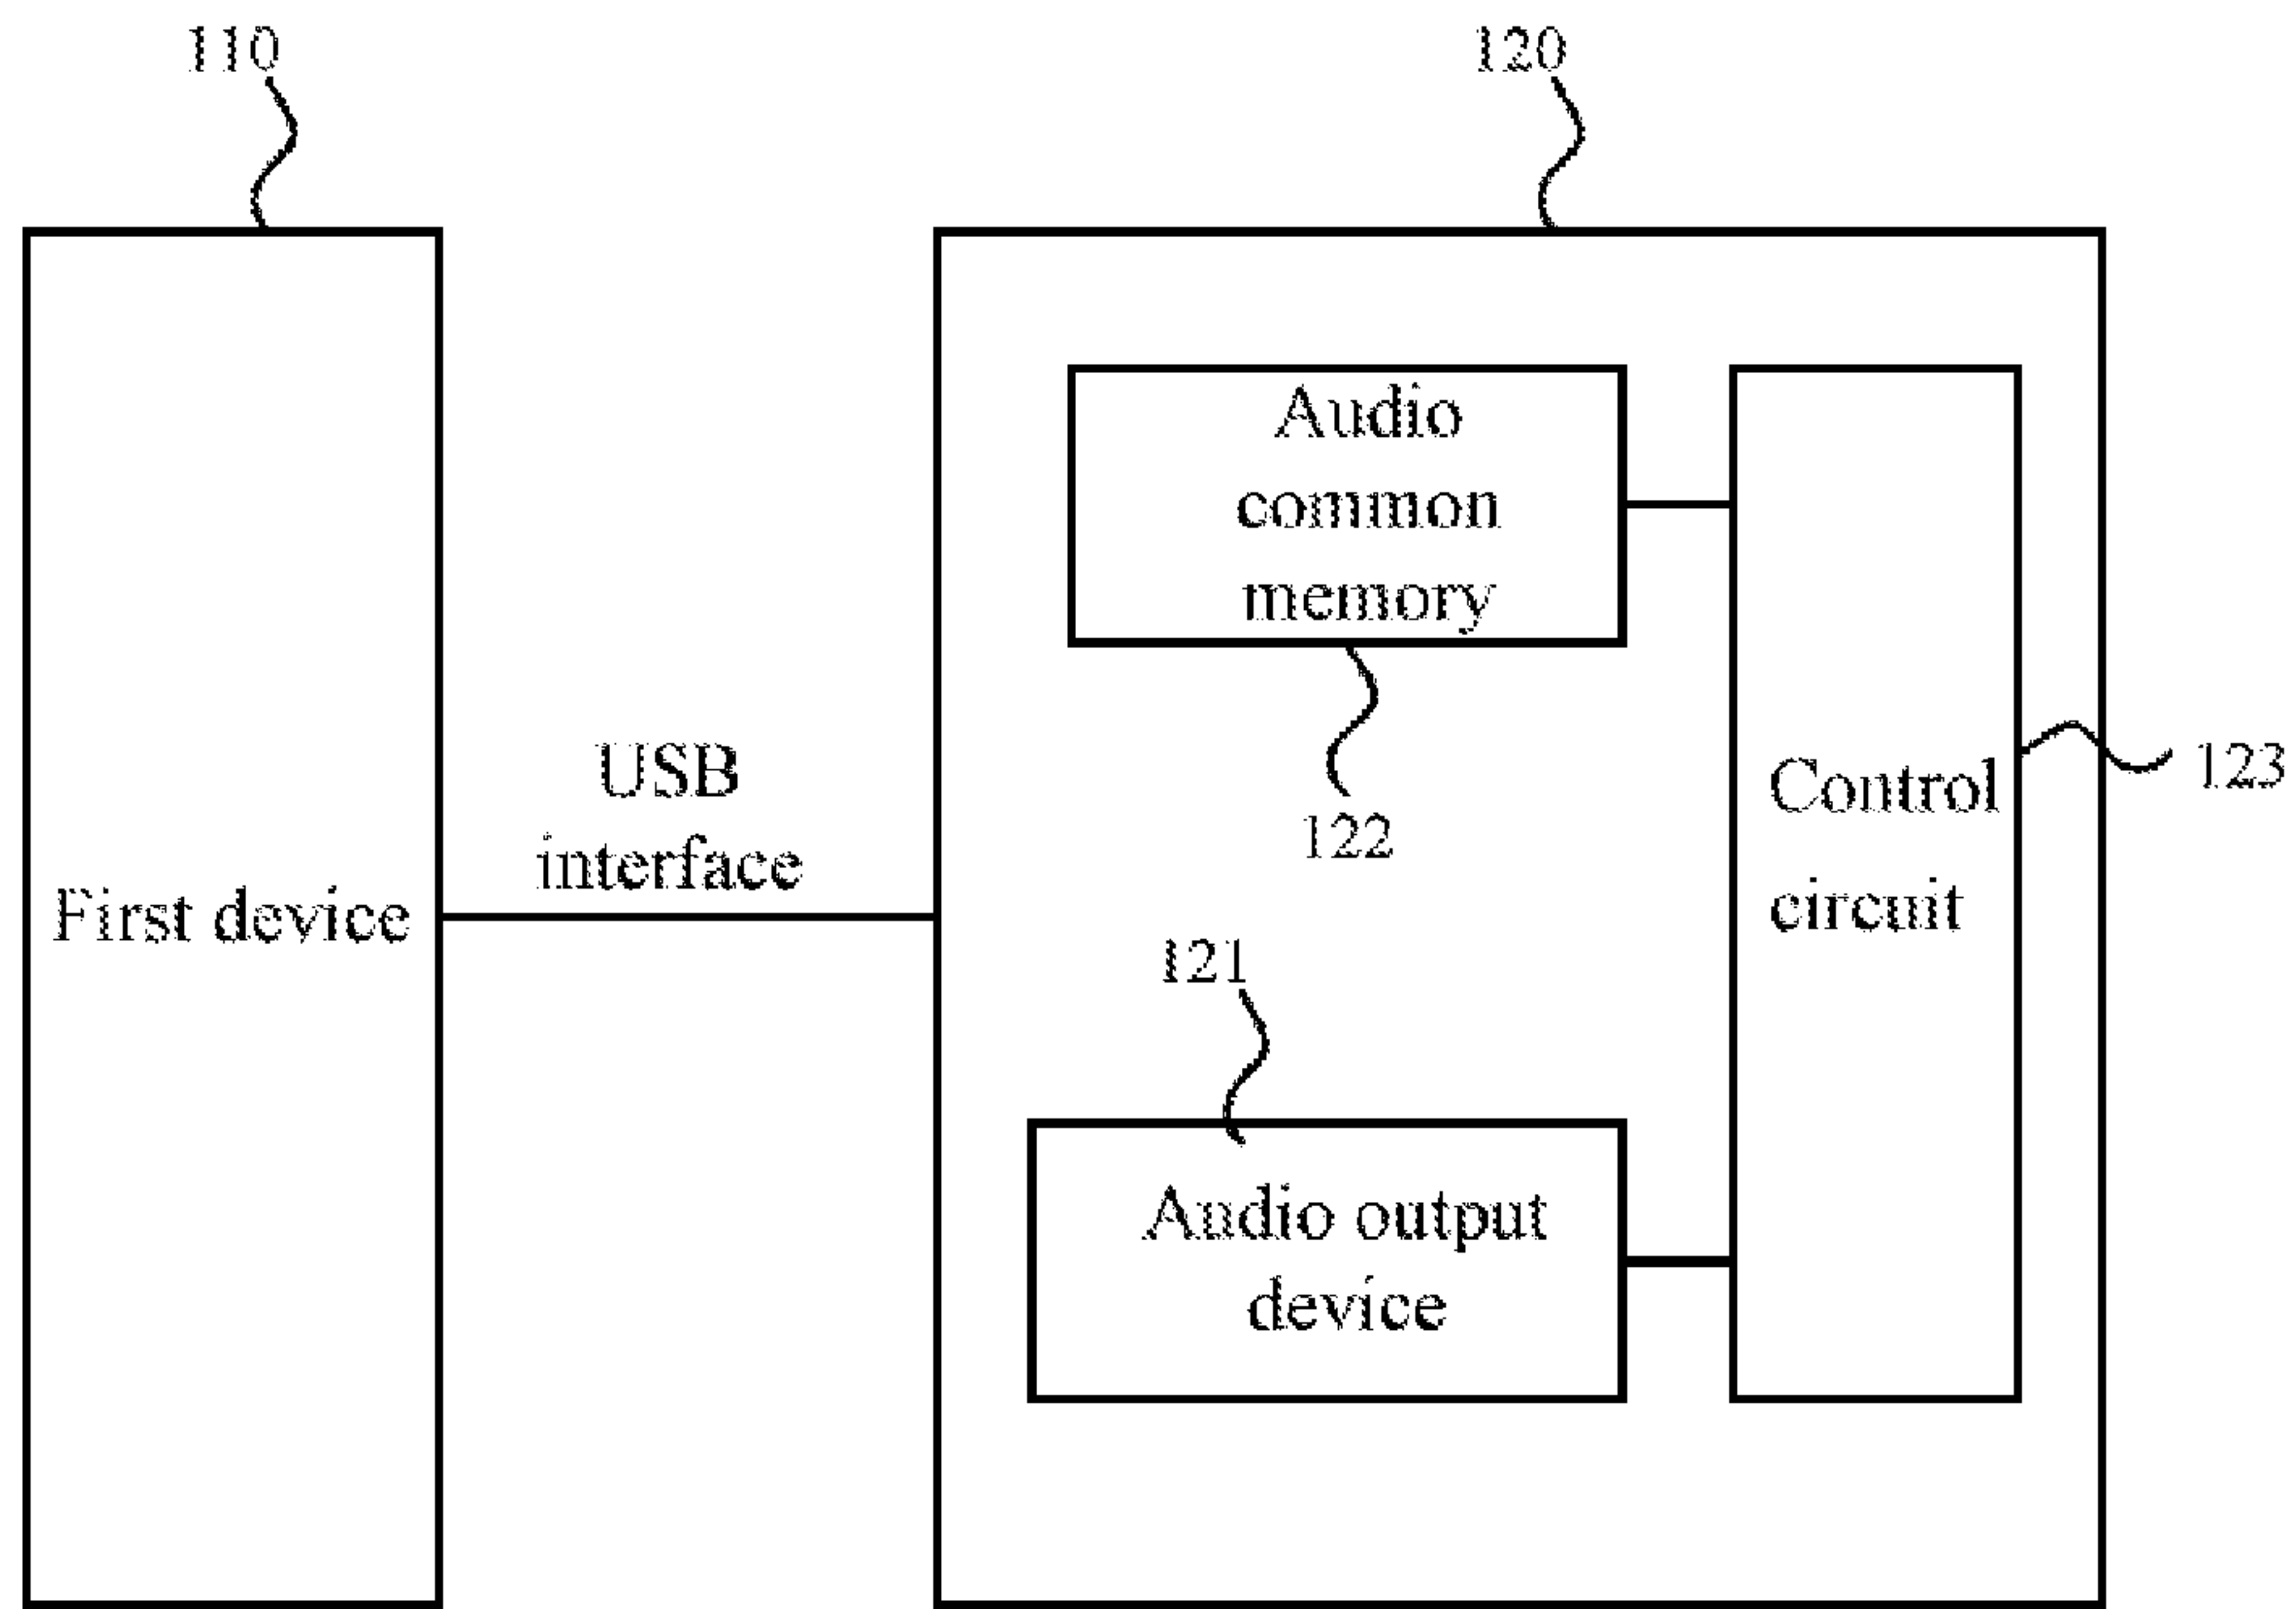 110
120
Audio
common
memory
122
Control
circuit
123
USB
interface
First device
121
Audio output
device